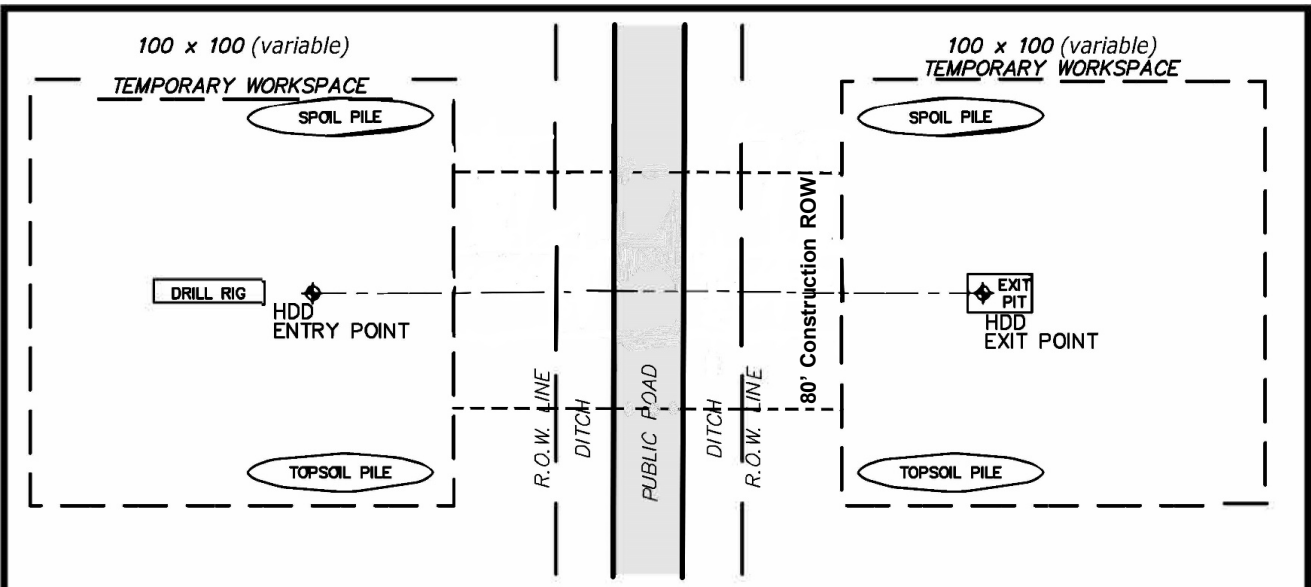 100 x 100 (variable)
TEMPORARY WORKSPACE
SPOIL PILE
DRILL RIG
HDD
ENTRY POINT
TOPSOIL PILE
R.O.W. LINE
DITCH
PUBLIC ROAD
DITCH
R.O.W. LINE
80' Construction ROW
100 x 100 (variable)
TEMPORARY WORKSPACE
SPOIL PILE
EXIT
PIT
HDD
EXIT POINT
TOPSOIL PILE